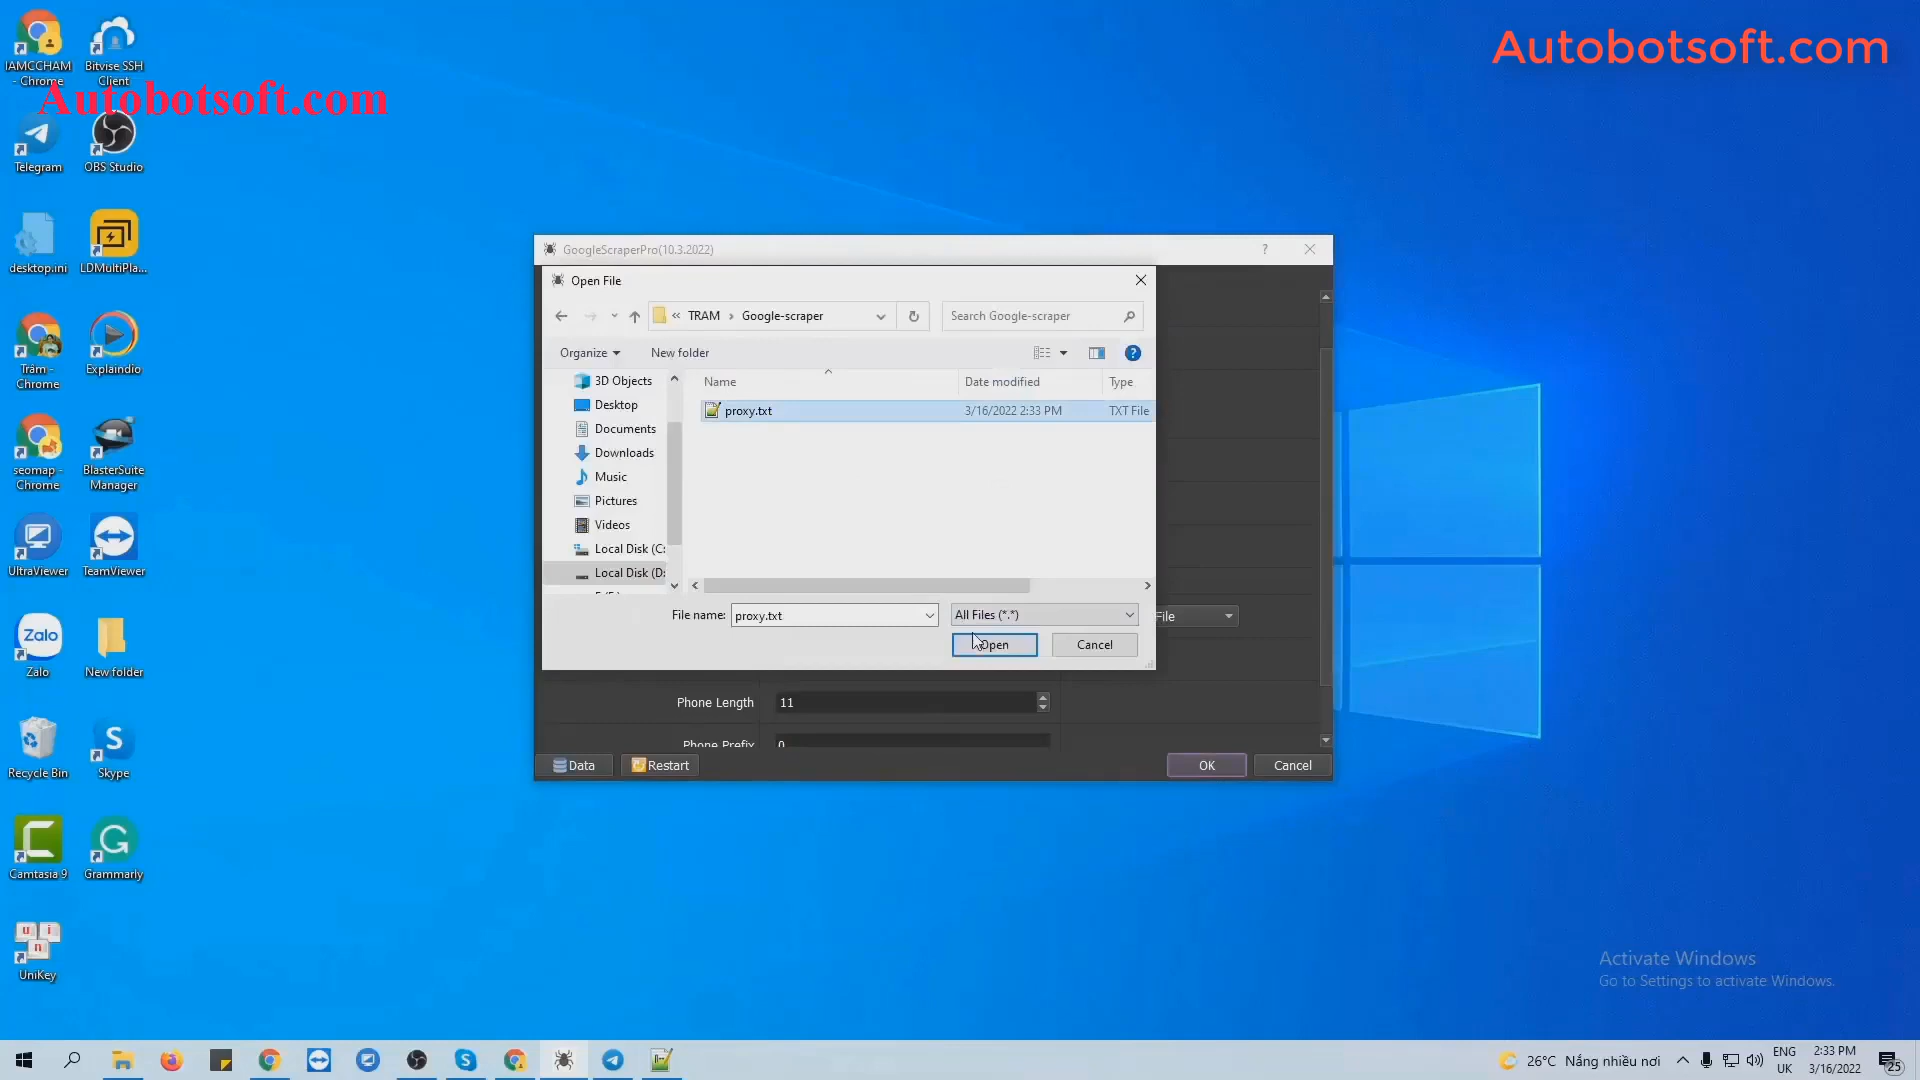 Autobotsoft.com
Autobotsoft.com
IAMCCHAM
- Chrome
Bitvise SSH
Client
Telegram
OBS Studio
desktop.ini
LDMultiPla...
Trâm -
Chrome
Explaindio
seomap -
Chrome
BlasterSuite
Manager
UltraViewer
TeamViewer
Zalo
Zalo
New folder
Recycle Bin
Skype
Camtasia 9
Grammarly
UniKey
GoogleScraperPro(10.3.2022)
?
Open File
« TRAM › Google-scraper
Search Google-scraper
Organize
New folder
?
Name
Date modified
Type
3D Objects
Desktop
Documents
Downloads
Music
Pictures
Videos
Local Disk (C:
Local Disk (D:
proxy.txt
3/16/2022 2:33 PM
TXT File
File name:
proxy.txt
All Files (*.*)
Open
Cancel
File
Phone Length
11
Phone Prefix
0
Data
Restart
OK
Cancel
Activate Windows
Go to Settings to activate Windows.
26°C Nắng nhiều nơi
ENG
UK
2:33 PM
3/16/2022
25